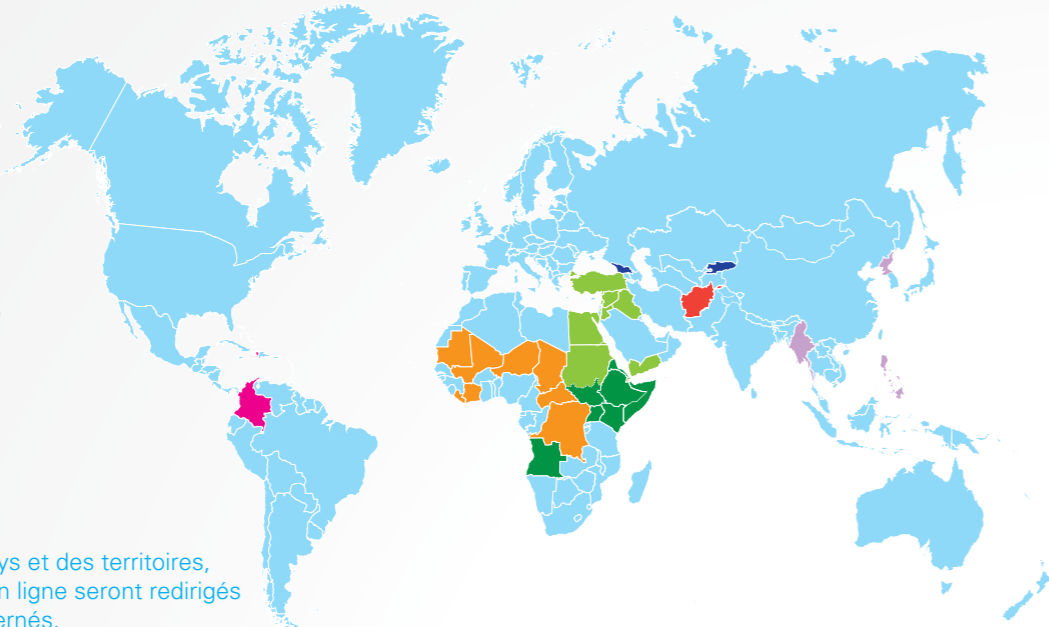 ys et des territoires,
n ligne seront redirigés
ernés.